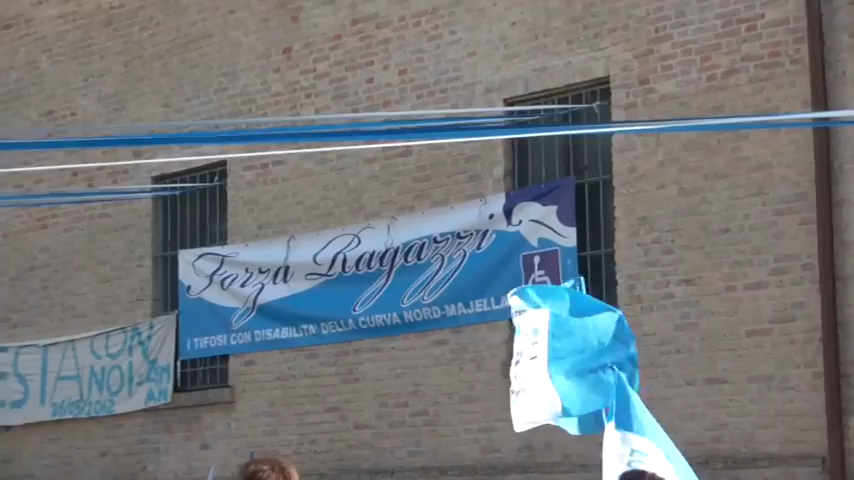 Forza Ragazzi
I TIFOSI CON DISABILITA' DELLA CURVA NORD-MAJELLA
ESTA CON
NOI
26/05/2012